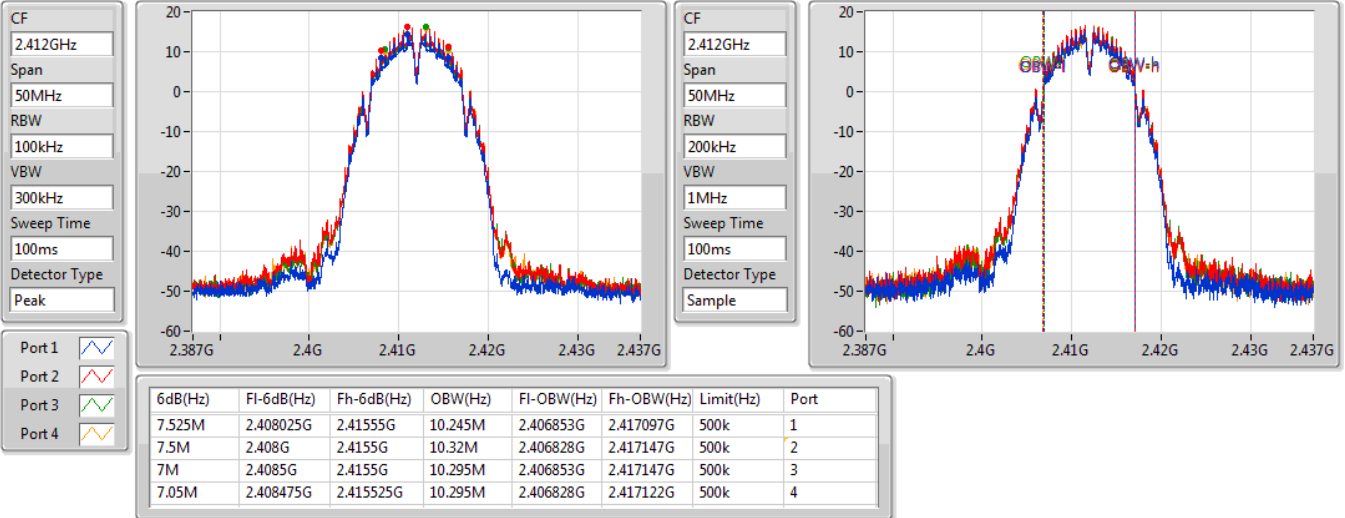 CF
2.412GHz
Span
50MHz
RBW
100kHz
VBW
300kHz
Sweep Time
100ms
Detector Type
Peak
20
10
0
-10
-20
-30
-40
-50
-60
2.387G 2.4G 2.41G 2.42G 2.43G 2.437G
CF
2.412GHz
Span
50MHz
RBW
200kHz
VBW
1MHz
Sweep Time
100ms
Detector Type
Sample
20
10
0
-10
-20
-30
-40
-50
-60
OBW-l OBW-h
2.387G 2.4G 2.41G 2.42G 2.43G 2.437G
Port 1
Port 2
Port 3
Port 4
6dB(Hz) Fl-6dB(Hz) Fh-6dB(Hz) OBW(Hz) Fl-OBW(Hz) Fh-OBW(Hz) Limit(Hz) Port
7.525M 2.408025G 2.41555G 10.245M 2.406853G 2.417097G 500k 1
7.5M 2.408G 2.4155G 10.32M 2.406828G 2.417147G 500k 2
7M 2.4085G 2.4155G 10.295M 2.406853G 2.417147G 500k 3
7.05M 2.408475G 2.415525G 10.295M 2.406828G 2.417122G 500k 4